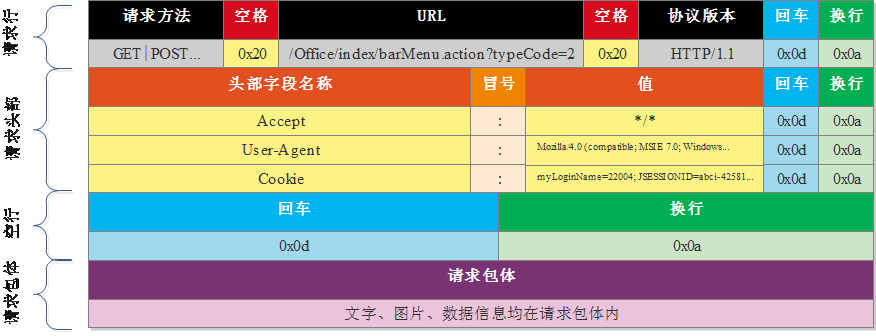 请求行
请求方法 空格 URL 空格 协议版本 回车 换行
GET|POST... 0x20 /Office/index/barMenu.action?typeCode=2 0x20 HTTP/1.1 0x0d 0x0a
请求头部
头部字段名称 冒号 值 回车 换行
Accept : */* 0x0d 0x0a
User-Agent : Mozilla/4.0 (compatible; MSIE 7.0; Windows... 0x0d 0x0a
Cookie : myLoginName=22004; JSESSIONID=abci-42581... 0x0d 0x0a
空行
回车 换行
0x0d 0x0a
请求包体
请求包体
文字、图片、数据信息均在请求包体内